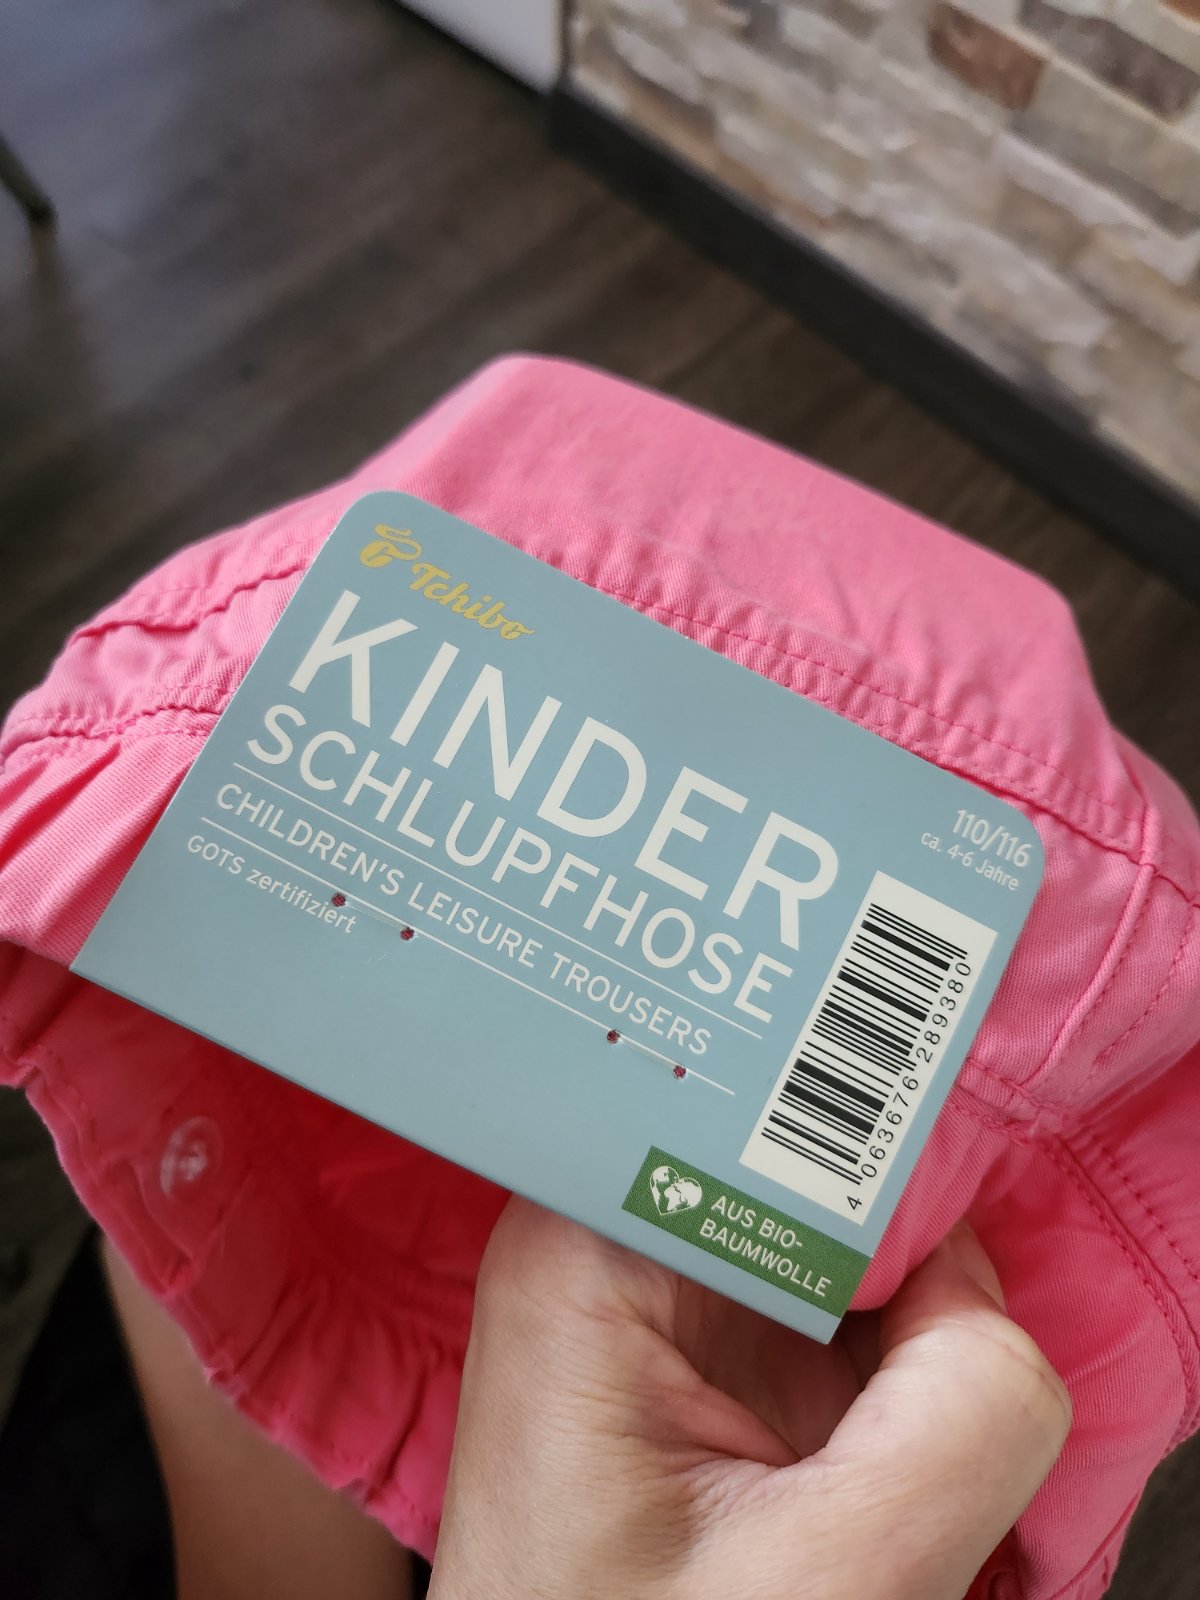 Tchibo
KINDER
SCHLUPFHOSE
CHILDREN'S LEISURE TROUSERS
GOTS zertifiziert
110/116
ca. 4-6 Jahre
4 063676 289380
AUS BIO-
BAUMWOLLE